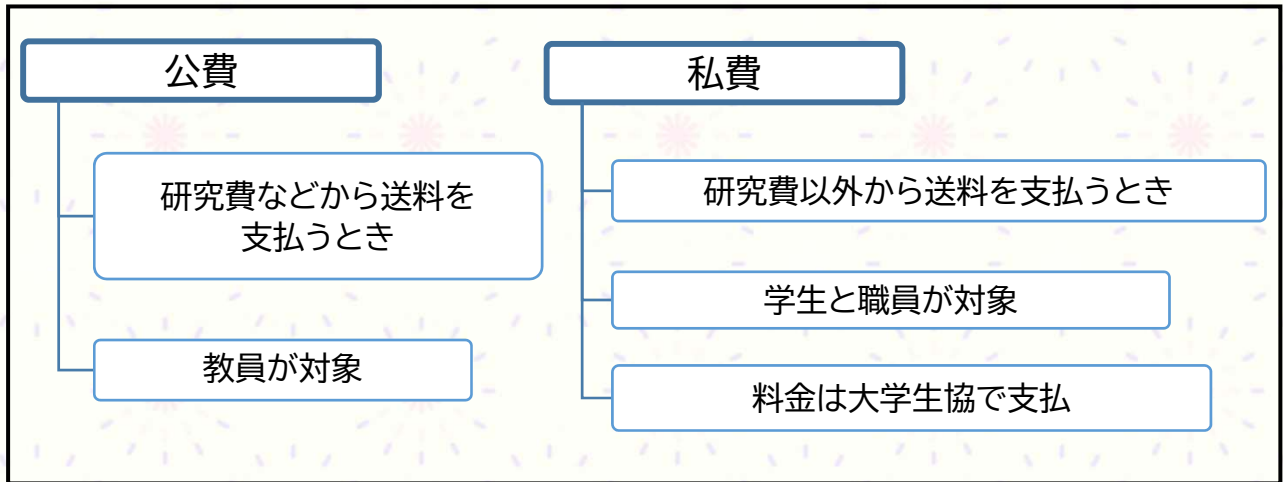 公費
研究費などから送料を
支払うとき
教員が対象
私費
研究費以外から送料を支払うとき
学生と職員が対象
料金は大学生協で支払